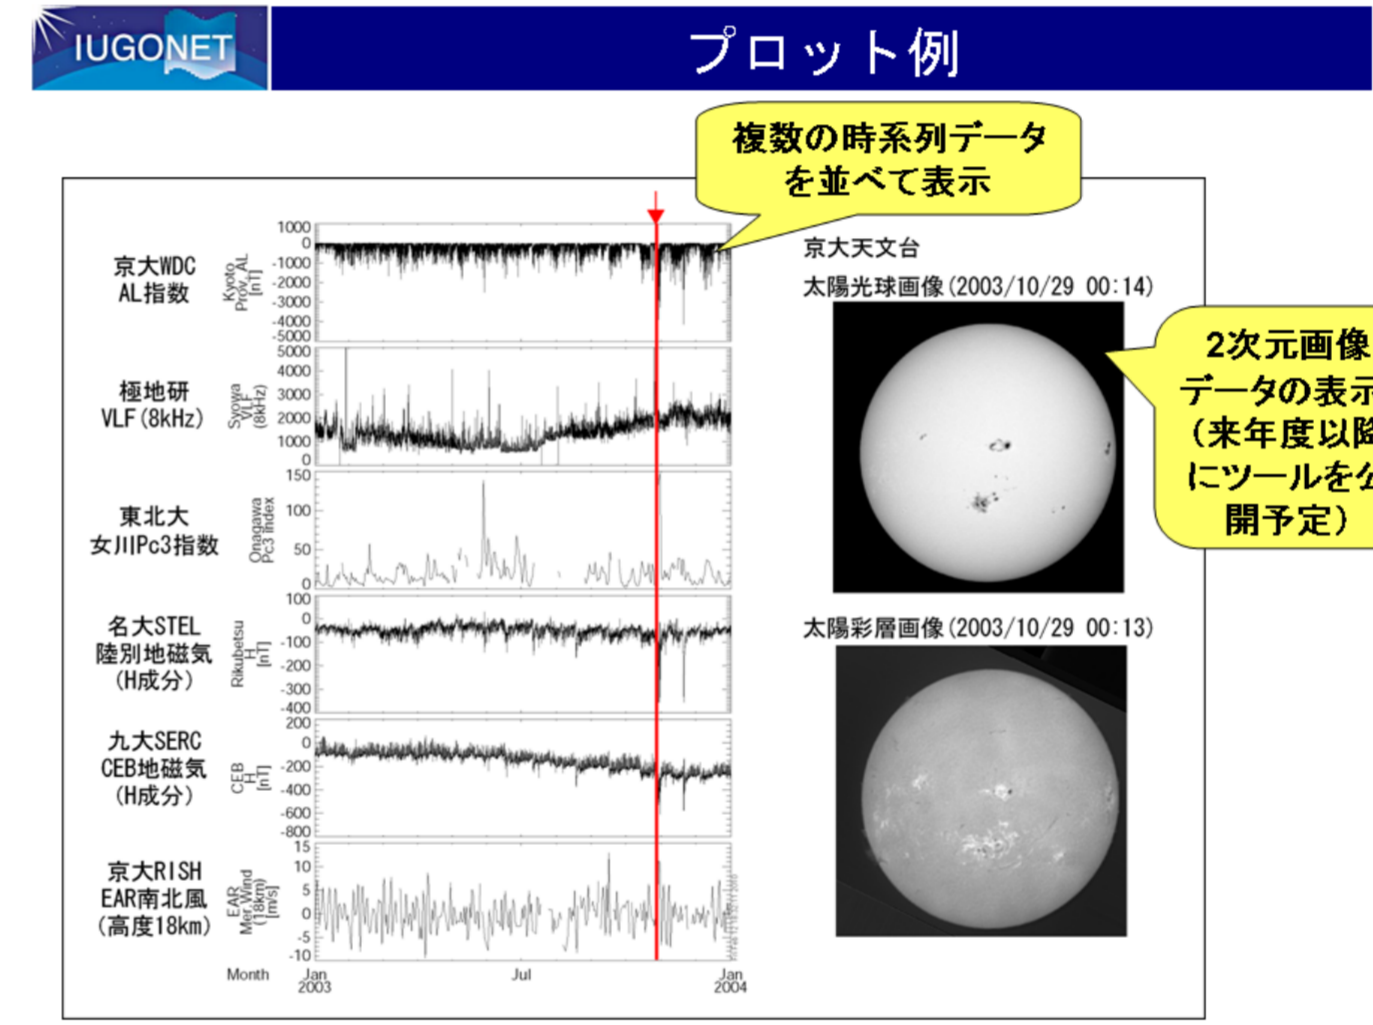 IUGONET
プロット例
複数の時系列データ
を並べて表示
京大WDC
AL指数
Kyoto
Prov_AL
[nT]
1000
0
-1000
-2000
-3000
-4000
-5000
極地研
VLF(8kHz)
Syowa
VLF
(8kHz)
5000
4000
3000
2000
1000
0
東北大
女川Pc3指数
Onagawa
Pc3 index
150
100
50
0
名大STEL
陸別地磁気
(H成分)
Rikubetsu
H
[nT]
100
0
-100
-200
-300
-400
九大SERC
CEB地磁気
(H成分)
CEB
H
[nT]
200
0
-200
-400
-600
-800
京大RISH
EAR南北風
(高度18km)
EAR
Mer.Wind
(18km)
[m/s]
15
10
5
0
-5
-10
Month
Jan
2003
Jul
Jan
2004
京大天文台
太陽光球画像(2003/10/29 00:14)
2次元画像
データの表示
(来年度以降
にツールを公
開予定)
太陽彩層画像(2003/10/29 00:13)